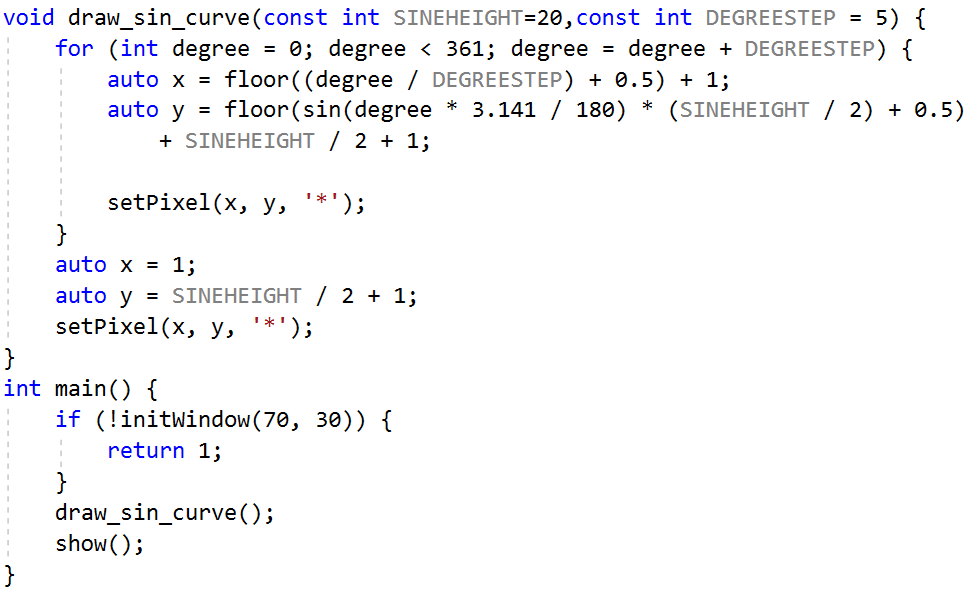 void draw_sin_curve(const int SINEHEIGHT=20,const int DEGREESTEP = 5) {
    for (int degree = 0; degree < 361; degree = degree + DEGREESTEP) {
        auto x = floor((degree / DEGREESTEP) + 0.5) + 1;
        auto y = floor(sin(degree * 3.141 / 180) * (SINEHEIGHT / 2) + 0.5)
            + SINEHEIGHT / 2 + 1;

        setPixel(x, y, '*');
    }
    auto x = 1;
    auto y = SINEHEIGHT / 2 + 1;
    setPixel(x, y, '*');
}
int main() {
    if (!initWindow(70, 30)) {
        return 1;
    }
    draw_sin_curve();
    show();
}